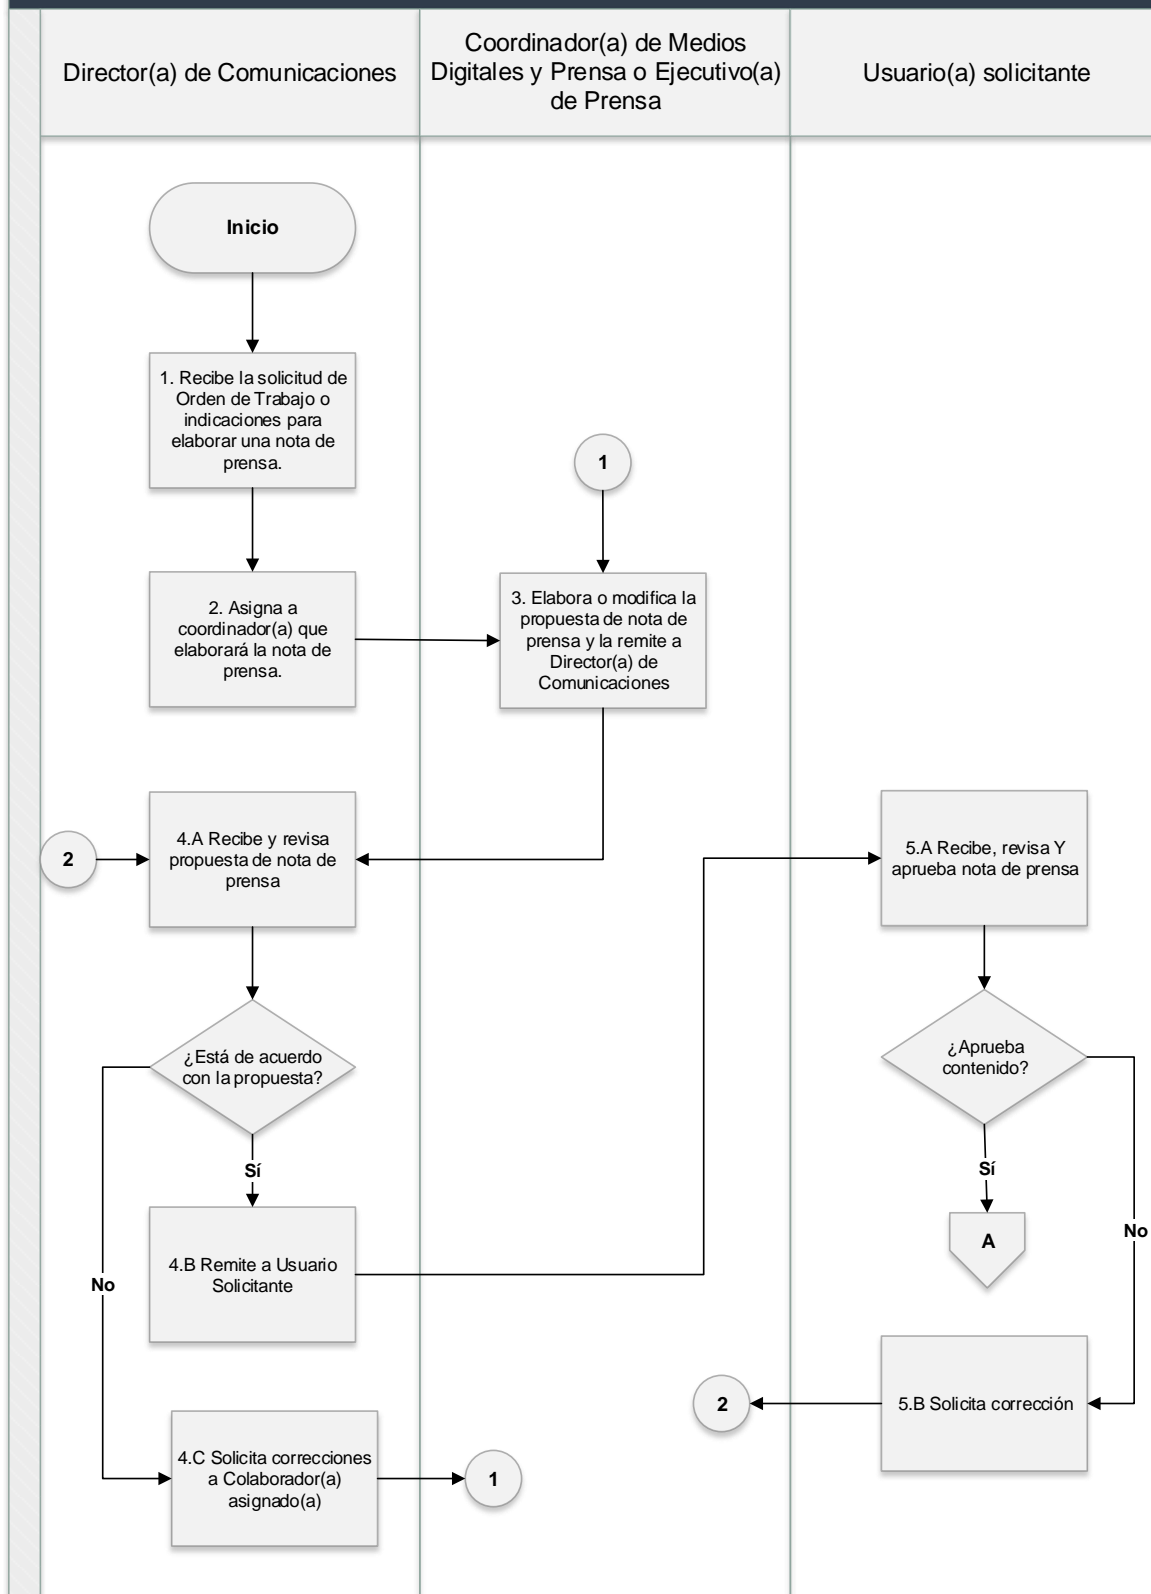 Director(a) de Comunicaciones
Coordinador(a) de Medios
Digitales y Prensa o Ejecutivo(a)
de Prensa
Usuario(a) solicitante
Inicio
1. Recibe la solicitud de
Orden de Trabajo o
indicaciones para
elaborar una nota de
prensa.
1
2. Asigna a
coordinador(a) que
elaborará la nota de
prensa.
3. Elabora o modifica la
propuesta de nota de
prensa y la remite a
Director(a) de
Comunicaciones
2
4.A Recibe y revisa
propuesta de nota de
prensa
5.A Recibe, revisa Y
aprueba nota de prensa
¿Está de acuerdo
con la propuesta?
¿Aprueba
contenido?
Sí
Sí
No
A
No
4.B Remite a Usuario
Solicitante
2
5.B Solicita corrección
4.C Solicita correcciones
a Colaborador(a)
asignado(a)
1